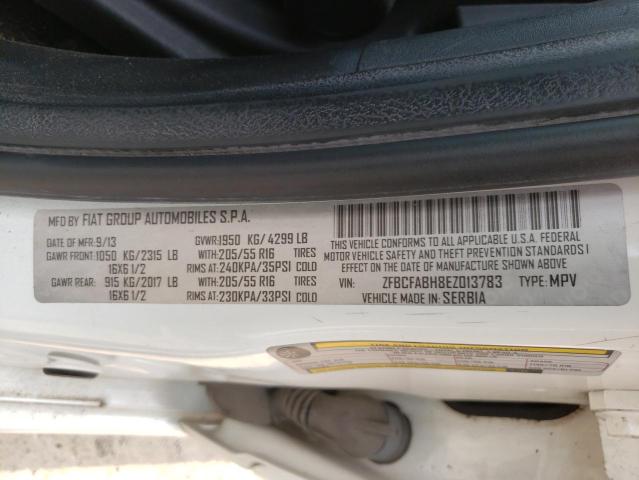 MFD BY FIAT GROUP AUTOMOBILES S.P.A.
DATE OF MFR: 9/13 GVWR: 1950 KG/ 4299 LB
GAWR FRONT: 1050 KG/2315 LB WITH: 205/55 R16 TIRES
16X6 1/2 RIMS AT: 240KPA/35PSI COLD
GAWR REAR: 915 KG/2017 LB WITH: 205/55 R16 TIRES
16X6 1/2 RIMS AT: 230KPA/33PSI COLD
THIS VEHICLE CONFORMS TO ALL APPLICABLE U.S.A. FEDERAL
MOTOR VEHICLE SAFETY AND THEFT PREVENTION STANDARDS I
N EFFECT ON THE DATE OF MANUFACTURE SHOWN ABOVE.
VIN: ZFBCFABH8EZ013783 TYPE: MPV
VEHICLE MADE IN: SERBIA
TIRE AND LOADING INFORMATION